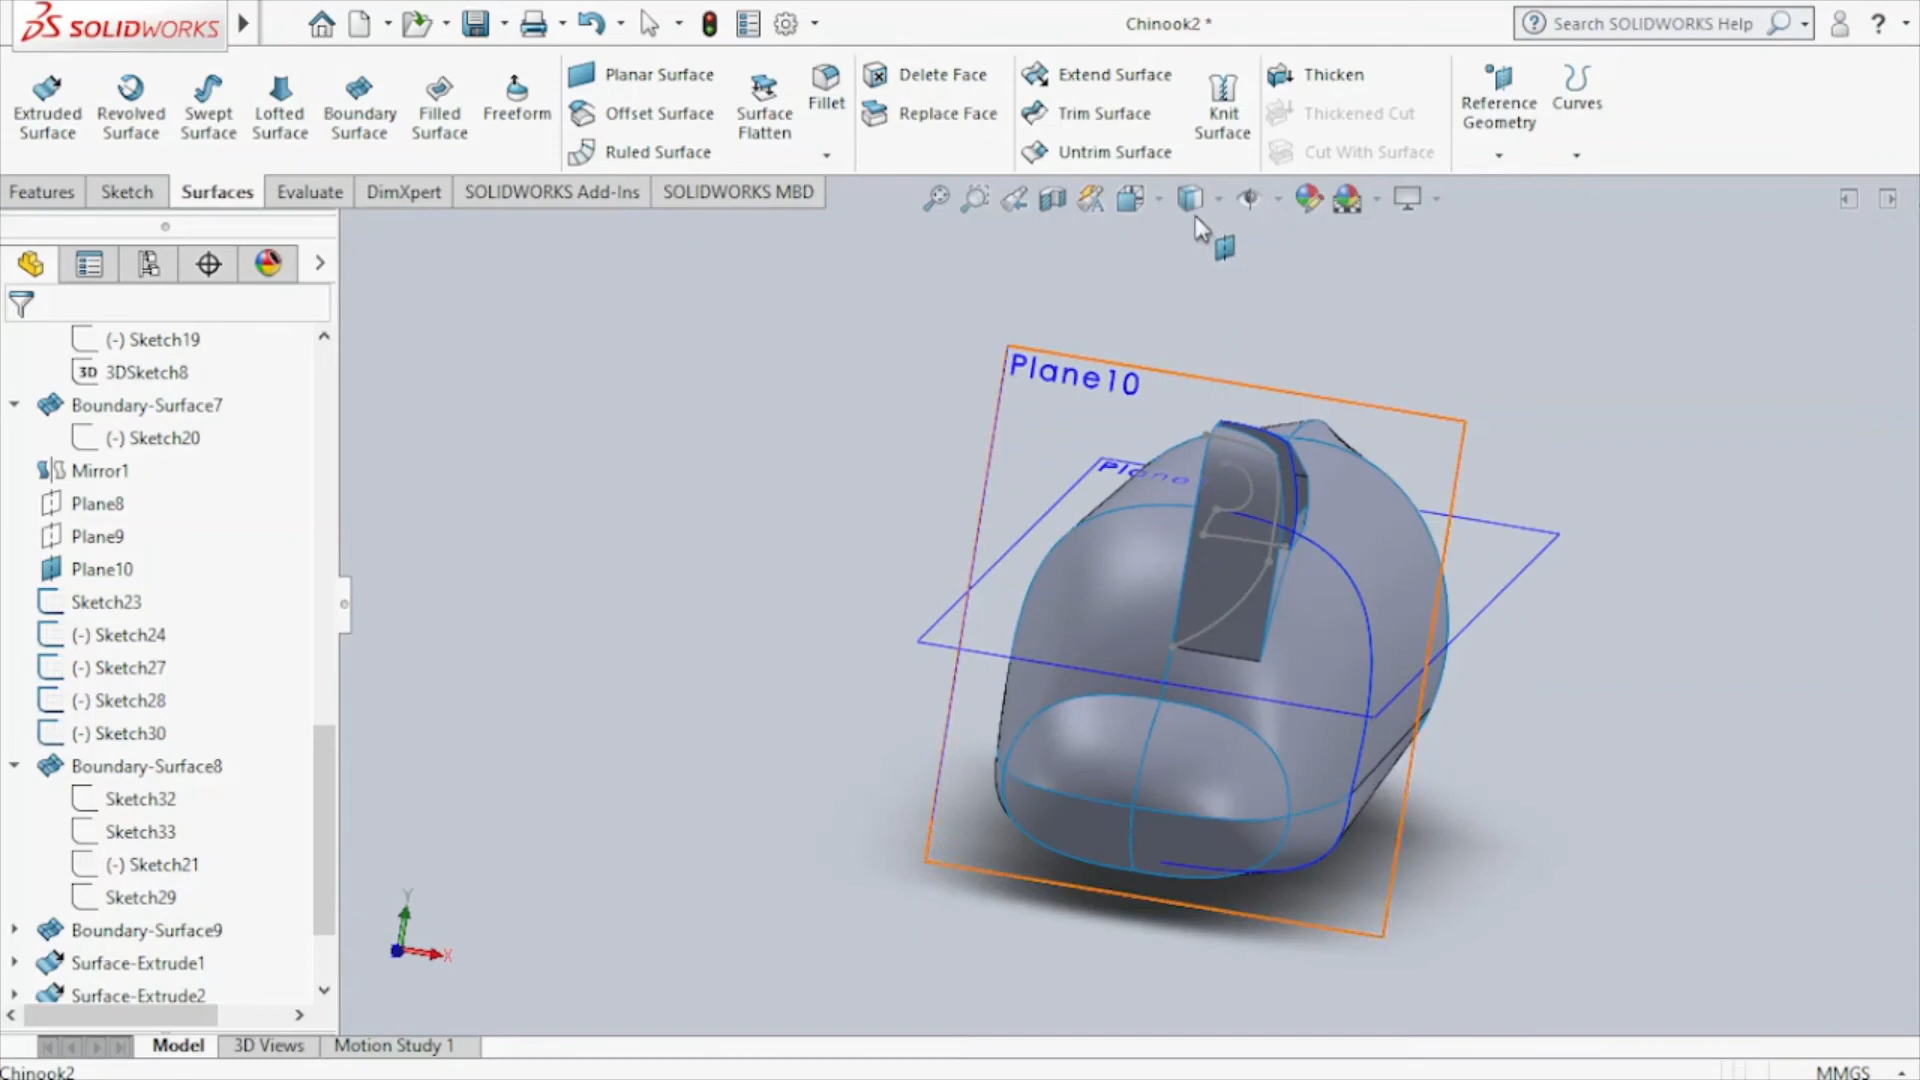 SOLIDWORKS
Chinook2 *
Search SOLIDWORKS Help
?
Extruded Surface
Revolved Surface
Swept Surface
Lofted Surface
Boundary Surface
Filled Surface
Freeform
Planar Surface
Offset Surface
Ruled Surface
Surface Flatten
Fillet
Delete Face
Replace Face
Extend Surface
Trim Surface
Untrim Surface
Knit Surface
Thicken
Thickened Cut
Cut With Surface
Reference Geometry
Curves
Features
Sketch
Surfaces
Evaluate
DimXpert
SOLIDWORKS Add-Ins
SOLIDWORKS MBD
(-) Sketch19
3D 3DSketch8
Boundary-Surface7
(-) Sketch20
Mirror1
Plane8
Plane9
Plane10
Sketch23
(-) Sketch24
(-) Sketch27
(-) Sketch28
(-) Sketch30
Boundary-Surface8
Sketch32
Sketch33
(-) Sketch21
Sketch29
Boundary-Surface9
Surface-Extrude1
Surface-Extrude2
Plane10
Plane
Y
X
Model
3D Views
Motion Study 1
Chinook2
MMGS